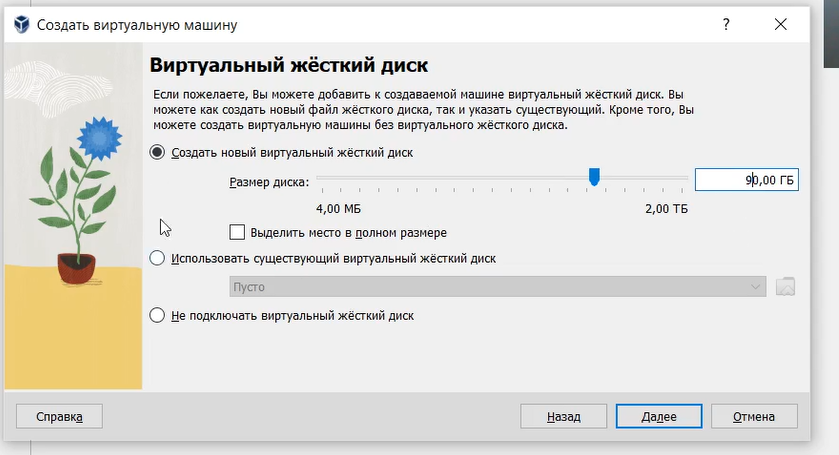 Создать виртуальную машину
?
Виртуальный жёсткий диск
Если пожелаете, Вы можете добавить к создаваемой машине виртуальный жёсткий диск. Вы
можете как создать новый файл жёсткого диска, так и указать существующий. Кроме того, Вы
можете создать виртуальную машины без виртуального жёсткого диска.
Создать новый виртуальный жёсткий диск
Размер диска:
90,00 ГБ
4,00 МБ
2,00 ТБ
Выделить место в полном размере
Использовать существующий виртуальный жёсткий диск
Пусто
Не подключать виртуальный жёсткий диск
Справка
Назад
Далее
Отмена